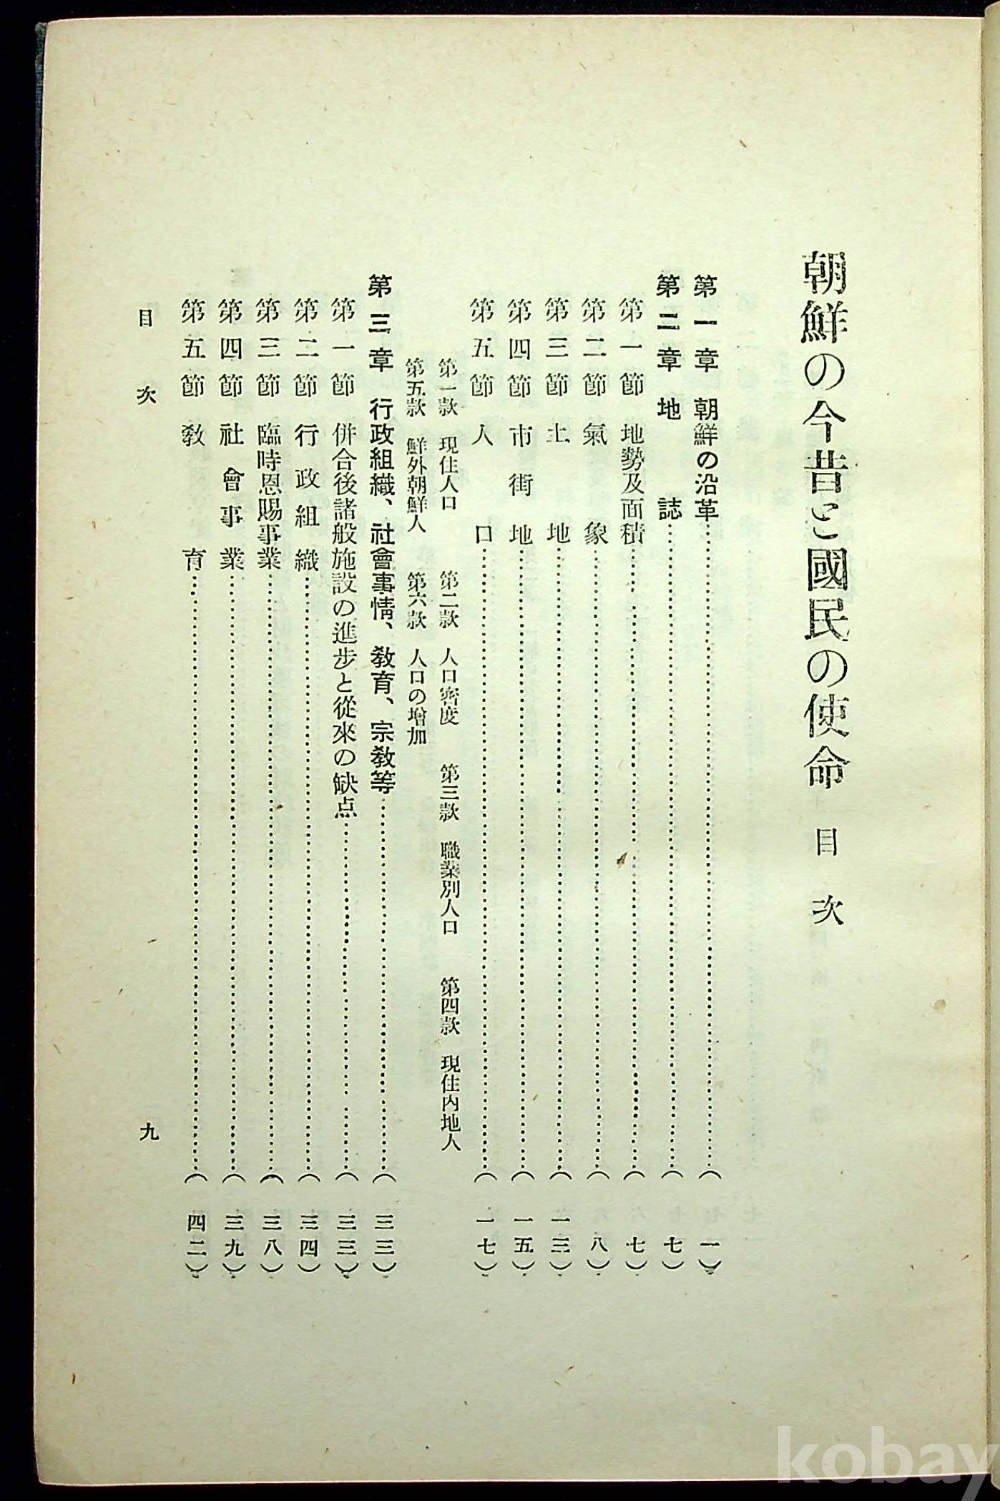 朝鮮の今昔と國民の使命 目次
第一章 朝鮮の沿革……(一)
第二章 地誌……(七)
第一節 地勢及面積……(七)
第二節 氣象……(八)
第三節 土地……(一三)
第四節 市街地……(一五)
第五節 人口……(一七)
第一款 現住人口 第二款 人口密度 第三款 職業別人口 第四款 現住內地人
第五款 鮮外朝鮮人 第六款 人口の增加
第三章 行政組織、社會事情、敎育、宗敎等……(三三)
第一節 併合後諸般施設の進步と從來の缺点……(三三)
第二節 行政組織……(三四)
第三節 臨時恩賜事業……(三八)
第四節 社會事業……(三九)
第五節 敎育……(四二)
目次 九
kobay